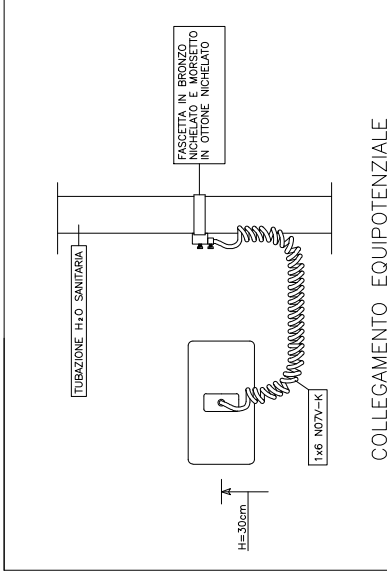 TUBAZIONE H₂O SANITARIA
FASCETTA IN BRONZO
NICHELATO E MORSETTO
IN OTTONE NICHELATO
H=30cm
1x6 N07V-K
COLLEGAMENTO EQUIPOTENZIALE